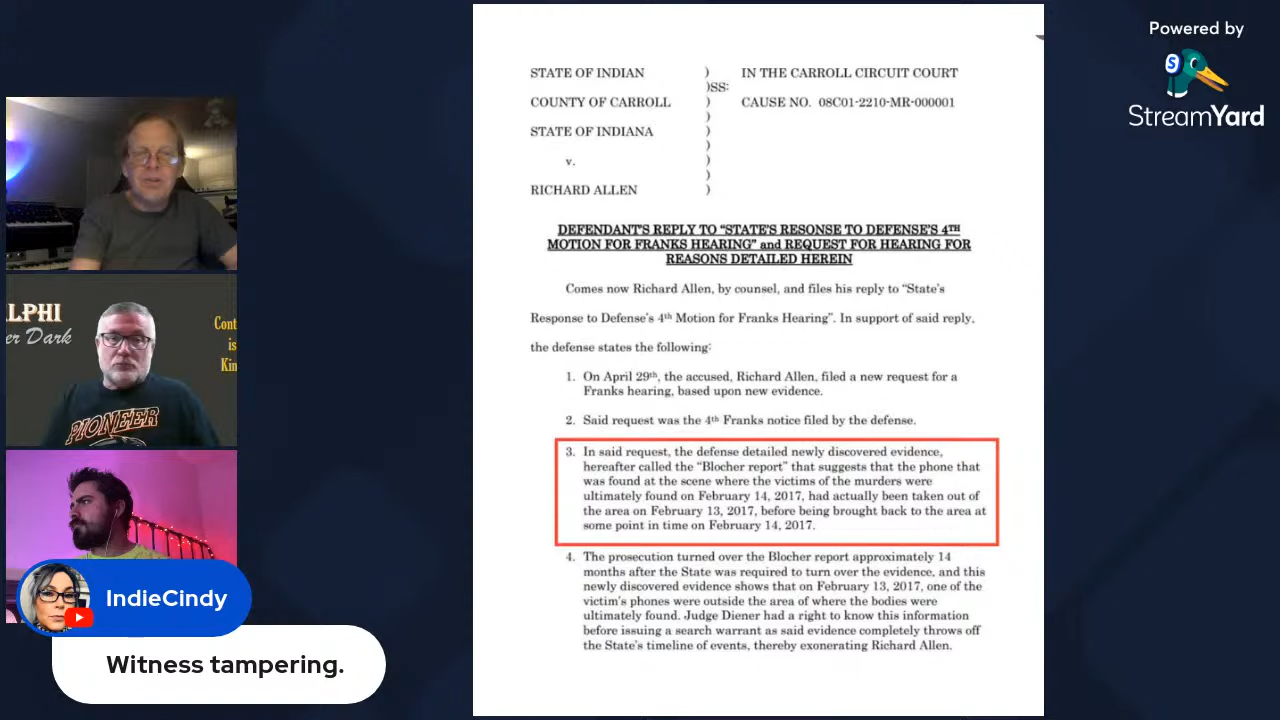 Powered by
StreamYard
STATE OF INDIAN ) IN THE CARROLL CIRCUIT COURT
)SS:
COUNTY OF CARROLL ) CAUSE NO. 08C01-2210-MR-000001
)
STATE OF INDIANA )
)
v. )
)
RICHARD ALLEN )
DEFENDANT'S REPLY TO "STATE'S RESONSE TO DEFENSE'S 4TH
MOTION FOR FRANKS HEARING" and REQUEST FOR HEARING FOR
REASONS DETAILED HEREIN
Comes now Richard Allen, by counsel, and files his reply to "State's
Response to Defense's 4th Motion for Franks Hearing". In support of said reply,
the defense states the following:
1. On April 29th, the accused, Richard Allen, filed a new request for a
Franks hearing, based upon new evidence.
2. Said request was the 4th Franks notice filed by the defense.
3. In said request, the defense detailed newly discovered evidence,
hereafter called the "Blocher report" that suggests that the phone that
was found at the scene where the victims of the murders were
ultimately found on February 14, 2017, had actually been taken out of
the area on February 13, 2017, before being brought back to the area at
some point in time on February 14, 2017.
4. The prosecution turned over the Blocher report approximately 14
months after the State was required to turn over the evidence, and this
newly discovered evidence shows that on February 13, 2017, one of the
victim's phones were outside the area of where the bodies were
ultimately found. Judge Diener had a right to know this information
before issuing a search warrant as said evidence completely throws off
the State's timeline of events, thereby exonerating Richard Allen.
ALPHI
er Dark
Cont
is
Kin
PIONEER
IndieCindy
Witness tampering.